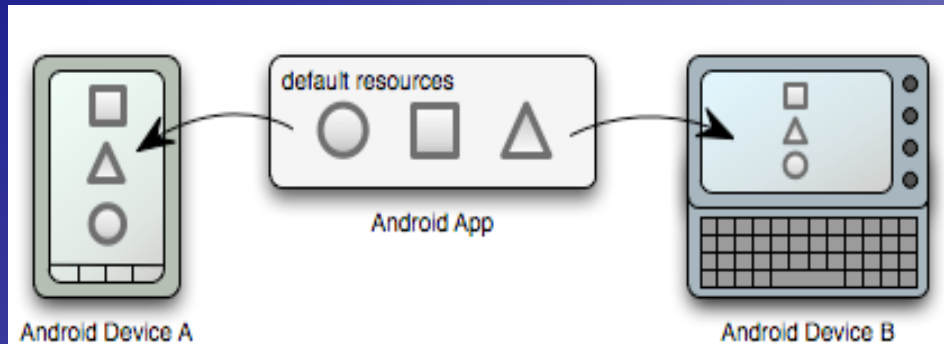 default resources
Android App
Android Device A
Android Device B